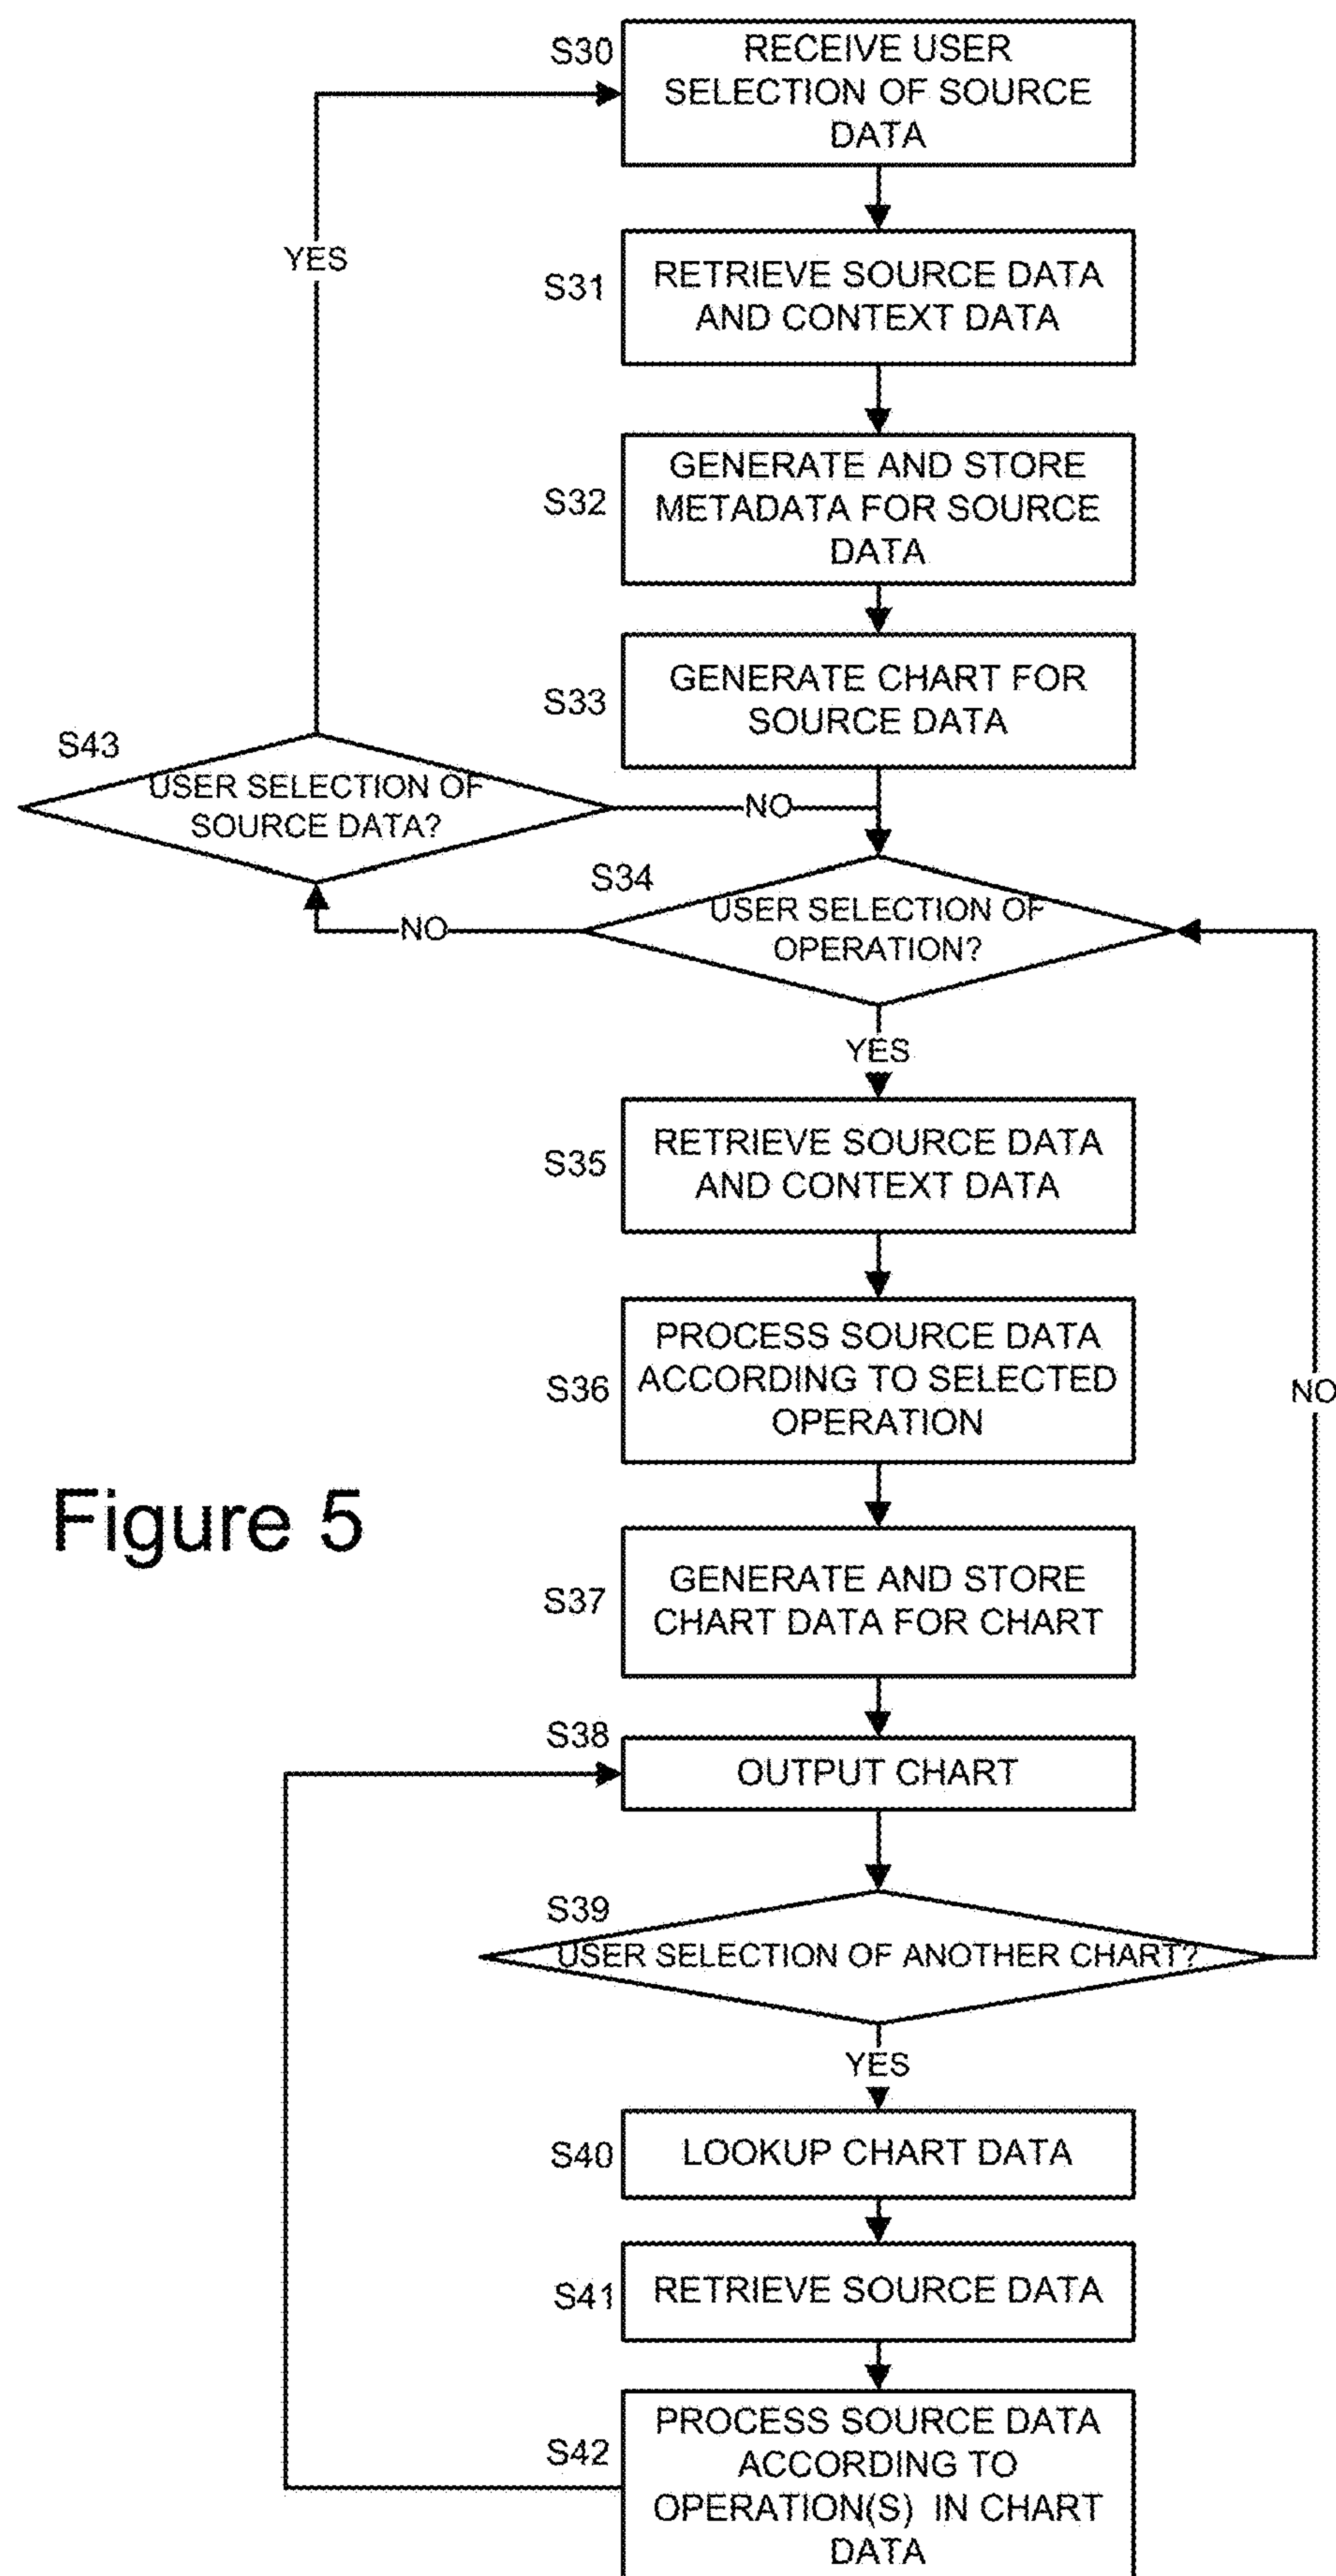 S30
RECEIVE USER
SELECTION OF SOURCE
DATA
YES
S31
RETRIEVE SOURCE DATA
AND CONTEXT DATA
S32
GENERATE AND STORE
METADATA FOR SOURCE
DATA
S33
GENERATE CHART FOR
SOURCE DATA
S43
USER SELECTION OF
SOURCE DATA?
NO
S34
USER SELECTION OF
OPERATION?
NO
YES
S35
RETRIEVE SOURCE DATA
AND CONTEXT DATA
S36
PROCESS SOURCE DATA
ACCORDING TO SELECTED
OPERATION
NO
Figure 5
S37
GENERATE AND STORE
CHART DATA FOR CHART
S38
OUTPUT CHART
S39
USER SELECTION OF ANOTHER CHART?
YES
S40
LOOKUP CHART DATA
S41
RETRIEVE SOURCE DATA
S42
PROCESS SOURCE DATA
ACCORDING TO
OPERATION(S) IN CHART
DATA